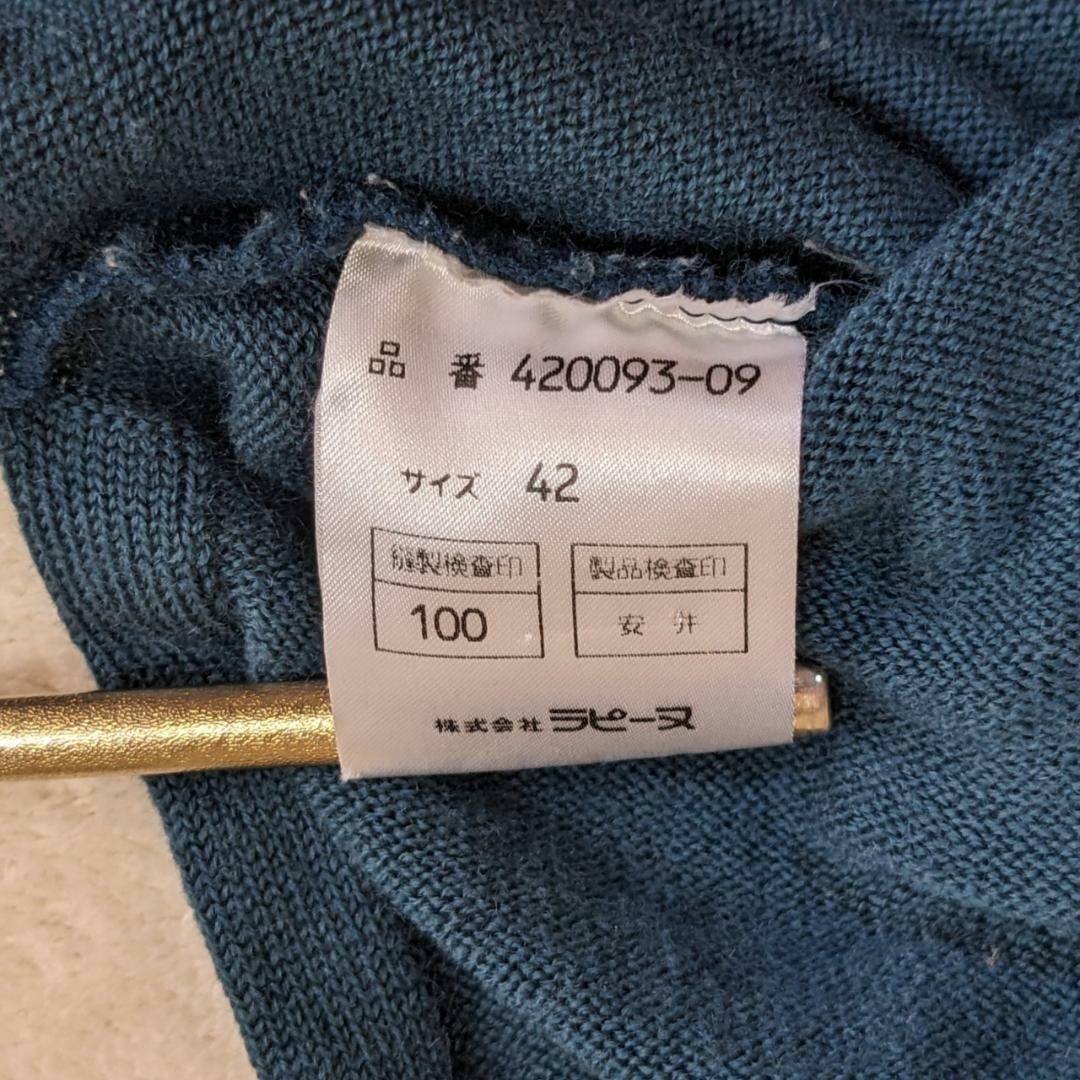 品番 420093-09
サイズ 42
縫製検査印 製品検査印
100 安井
株式会社ラピーヌ